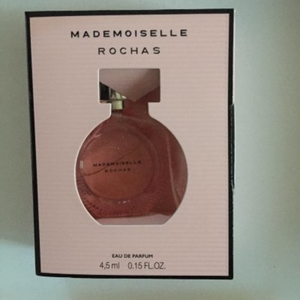 MADEMOISELLE
ROCHAS
MADEMOISELLE
ROCHAS
EAU DE PARFUM
4,5 ml 0.15 FL.OZ.